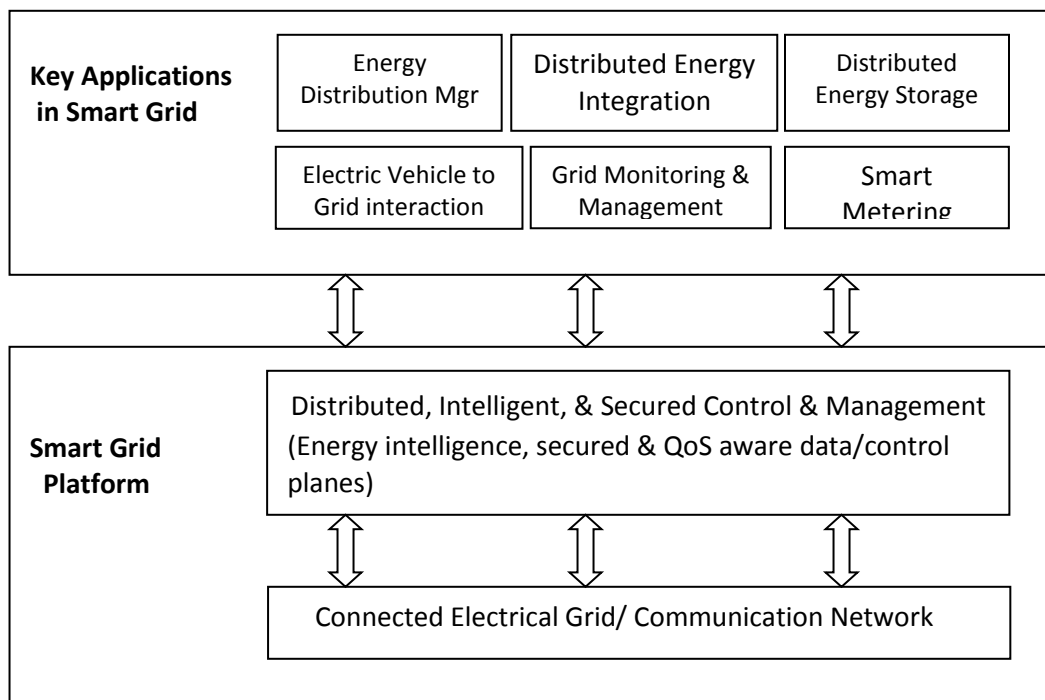 Key Applications
in Smart Grid
Energy
Distribution Mgr
Distributed Energy
Integration
Distributed
Energy Storage
Electric Vehicle to
Grid interaction
Grid Monitoring &
Management
Smart
Metering
Smart Grid
Platform
Distributed, Intelligent, & Secured Control & Management
(Energy intelligence, secured & QoS aware data/control
planes)
Connected Electrical Grid/ Communication Network